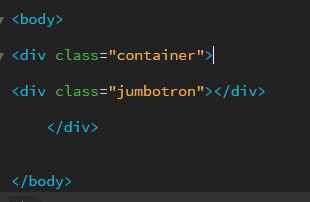 <body>
<div class="container">
<div class="jumbotron"></div>
</div>
</body>